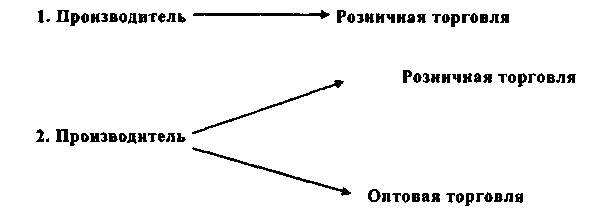 1. Производитель Розничная торговля
Розничная торговля
2. Производитель
Оптовая торговля